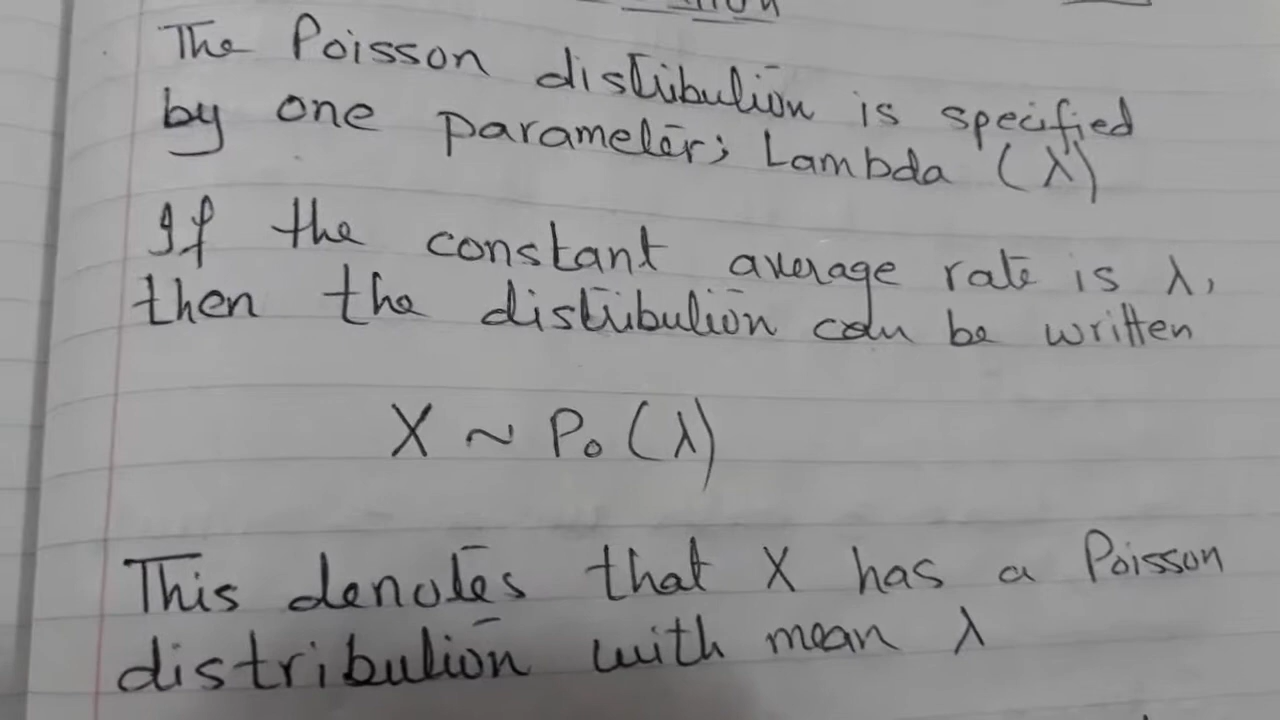 The Poisson distribution is specified
by one parameter; Lambda (λ)
If the constant average rate is λ,
then the distribution can be written
X ~ Po (λ)
This denotes that X has a Poisson
distribution with mean λ